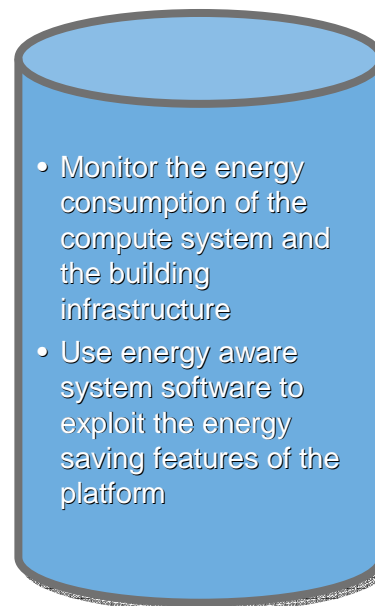 • Monitor the energy
consumption of the
compute system and
the building
infrastructure
• Use energy aware
system software to
exploit the energy
saving features of the
platform